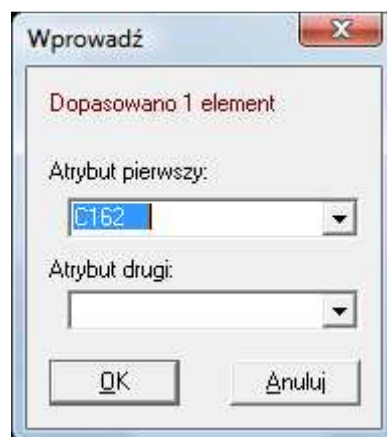 Wprowadź
Dopasowano 1 element
Atrybut pierwszy:
C162
Atrybut drugi:
OK
Anuluj